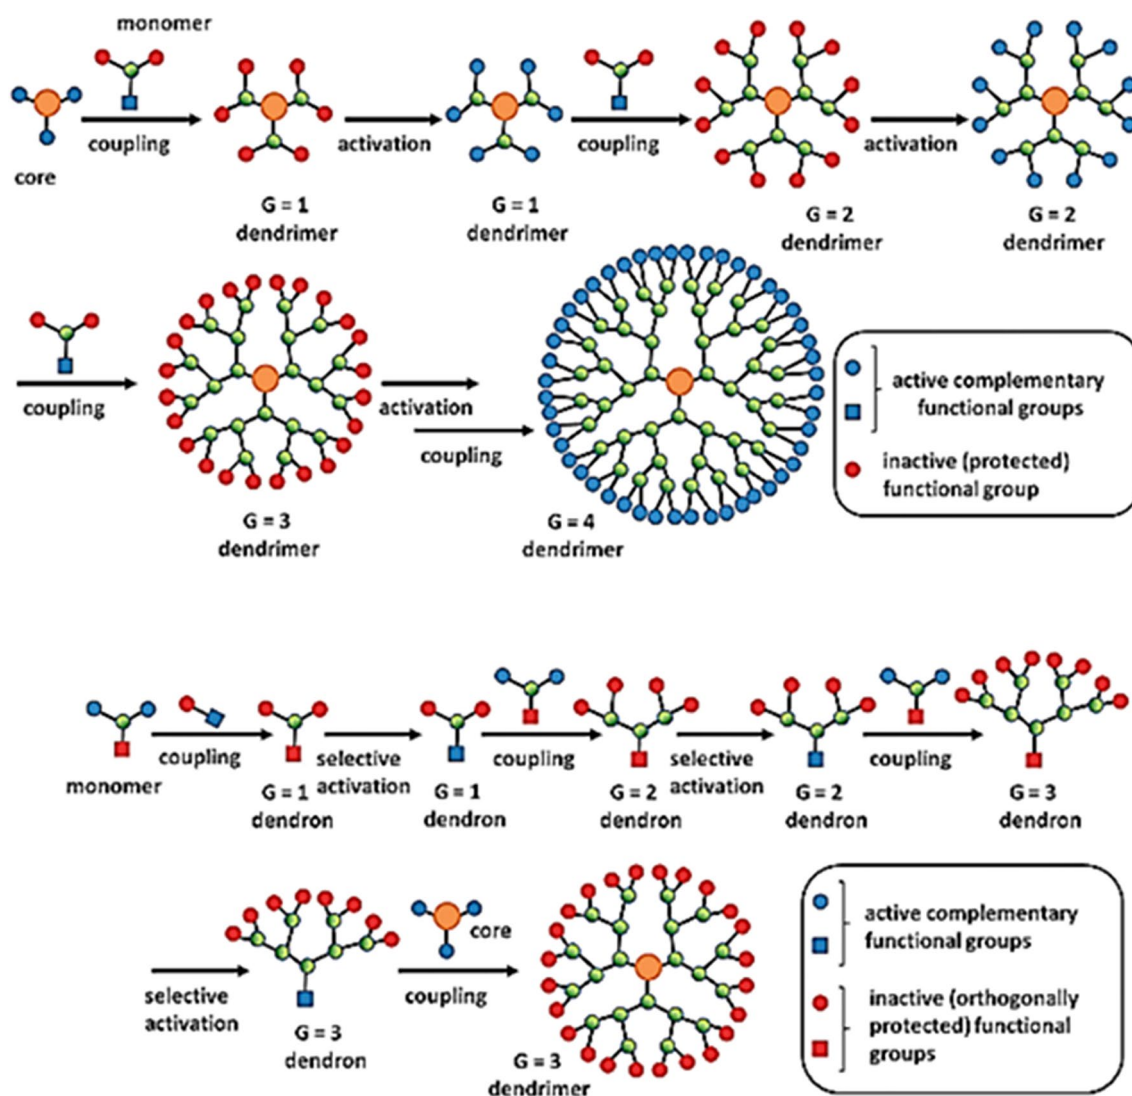 monomer
coupling
core
G = 1
dendrimer
activation
G = 1
dendrimer
coupling
G = 2
dendrimer
activation
G = 2
dendrimer
coupling
G = 3
dendrimer
activation
coupling
G = 4
dendrimer
active complementary
functional groups
inactive (protected)
functional group
monomer
coupling
G = 1
dendron
selective
activation
G = 1
dendron
coupling
G = 2
dendron
selective
activation
G = 2
dendron
coupling
G = 3
dendron
selective
activation
G = 3
dendron
core
coupling
G = 3
dendrimer
active complementary
functional groups
inactive (orthogonally
protected) functional
groups